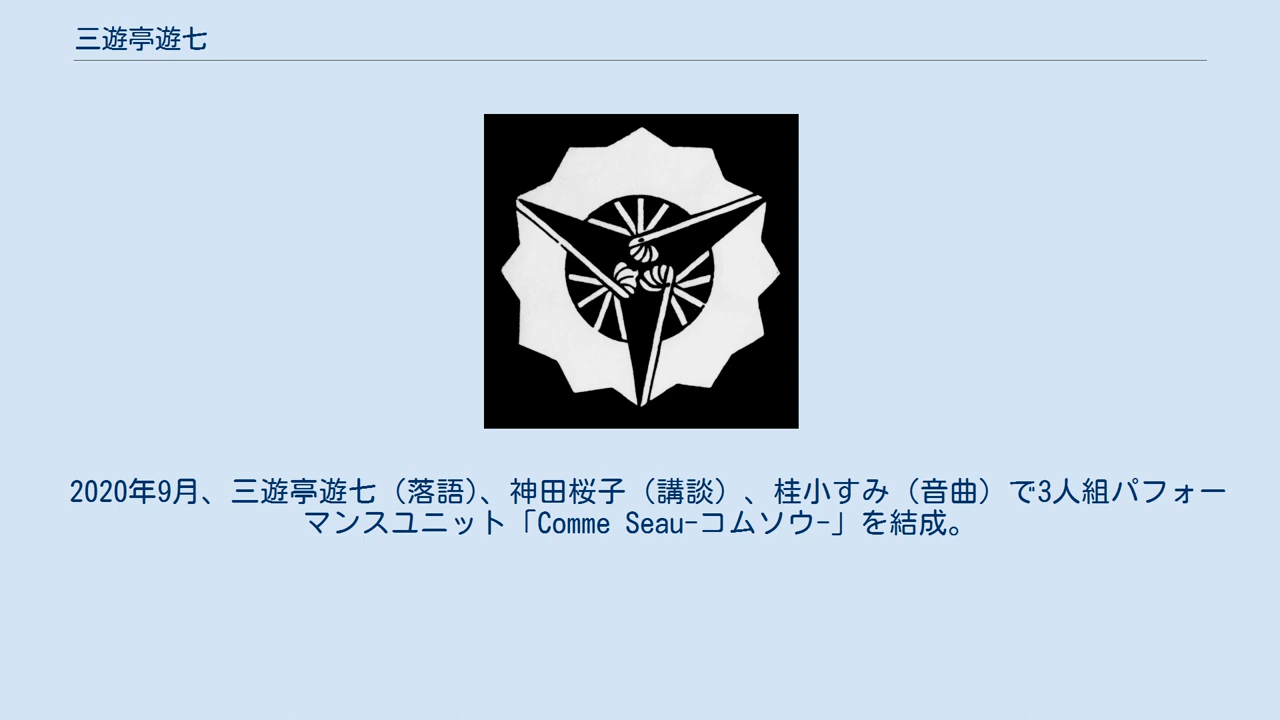 三遊亭遊七
2020年9月、三遊亭遊七（落語）、神田桜子（講談）、桂小すみ（音曲）で3人組パフォー
マンスユニット「Comme Seau-コムソウ-」を結成。